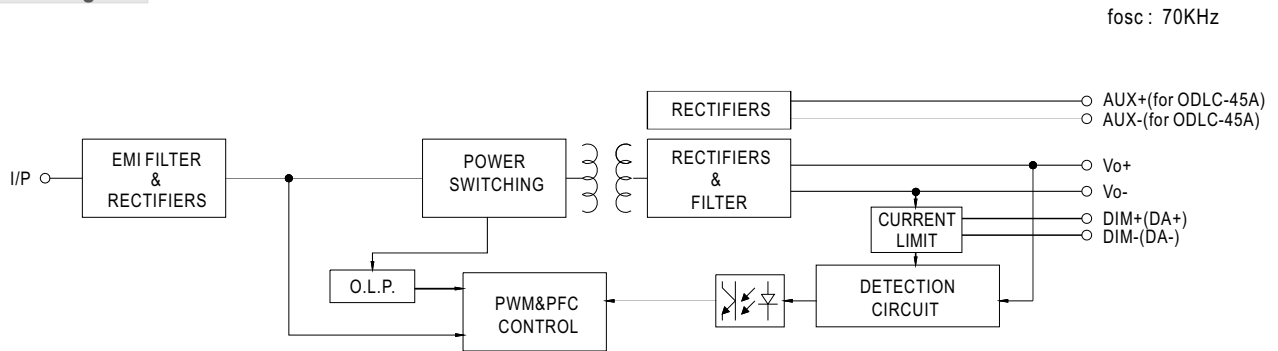 fosc : 70KHz
RECTIFIERS
AUX+(for ODLC-45A)
AUX-(for ODLC-45A)
I/P
EMI FILTER
&
RECTIFIERS
POWER
SWITCHING
RECTIFIERS
&
FILTER
Vo+
Vo-
CURRENT
LIMIT
DIM+(DA+)
DIM-(DA-)
O.L.P.
PWM&PFC
CONTROL
DETECTION
CIRCUIT